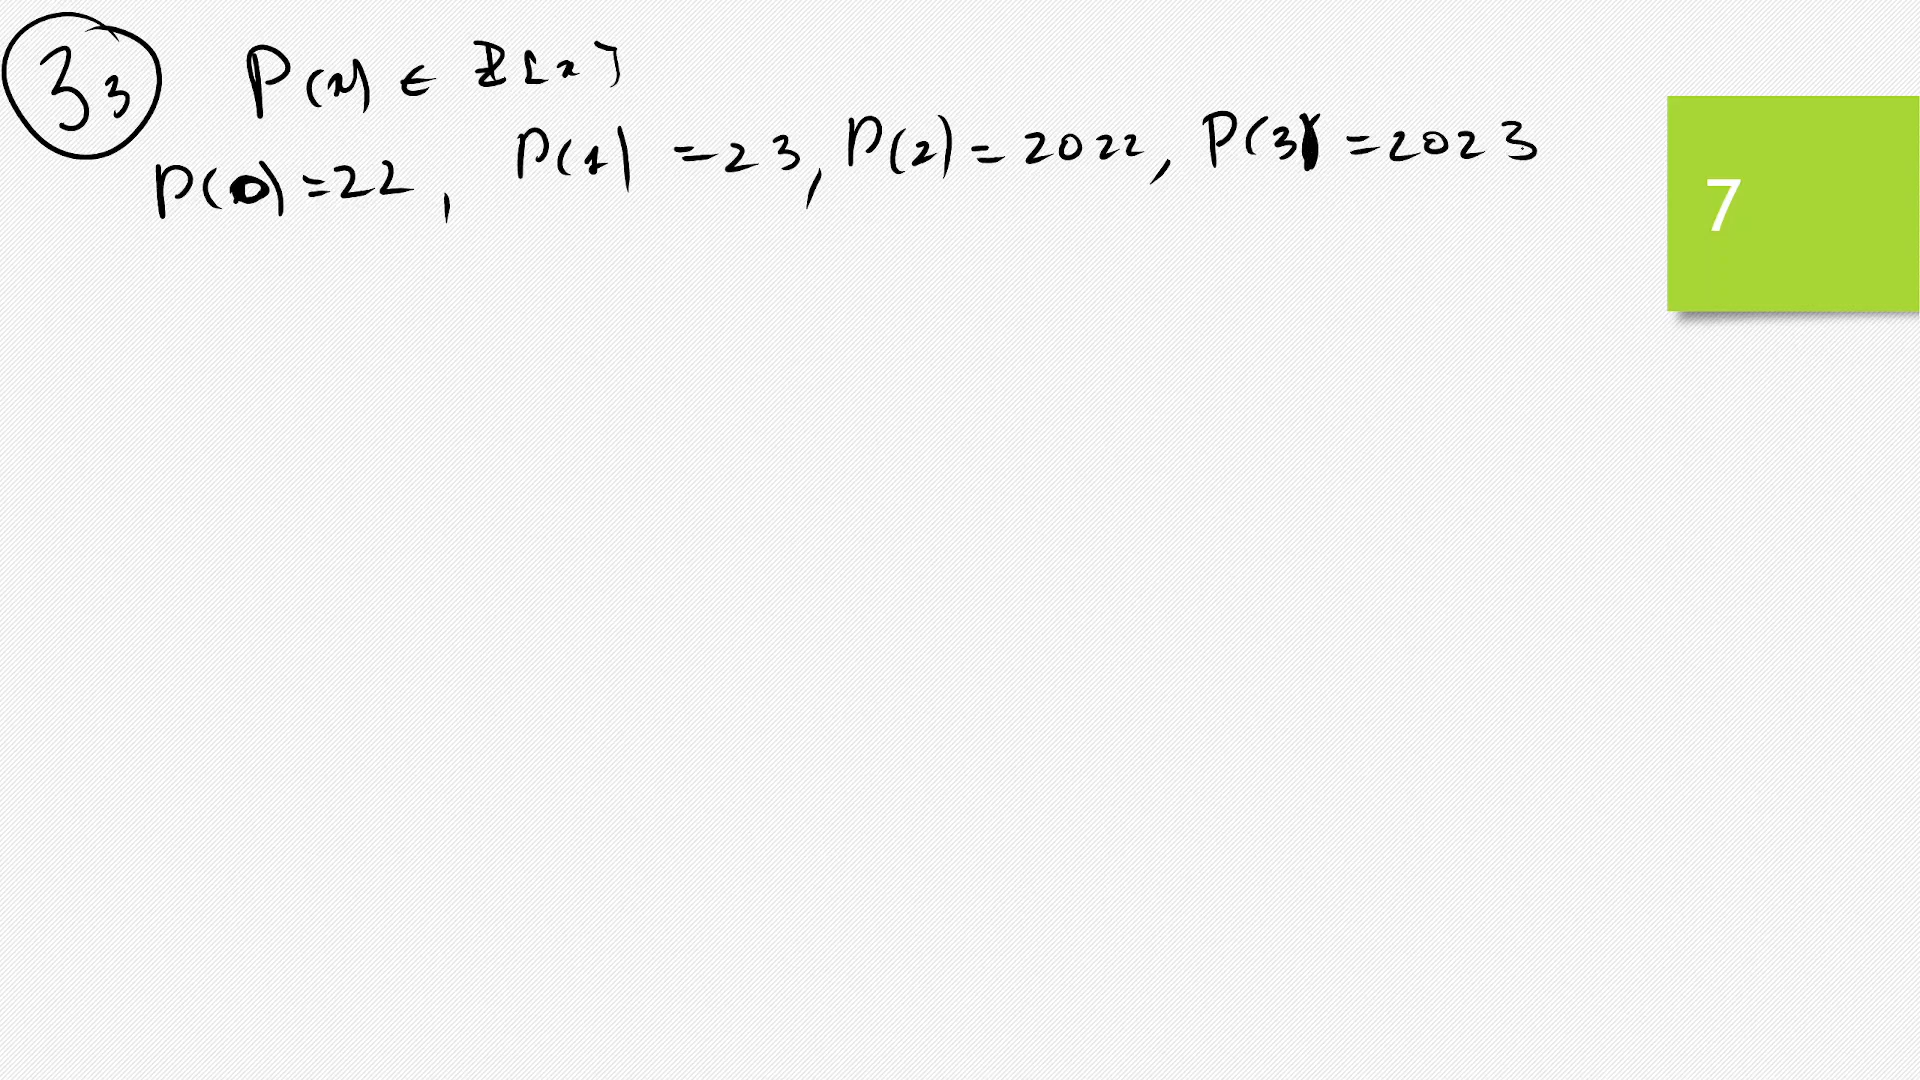 33 P(x) ∈ ℤ[x]
P(0) = 22, P(1) = 23, P(2) = 2022, P(3) = 2023
7